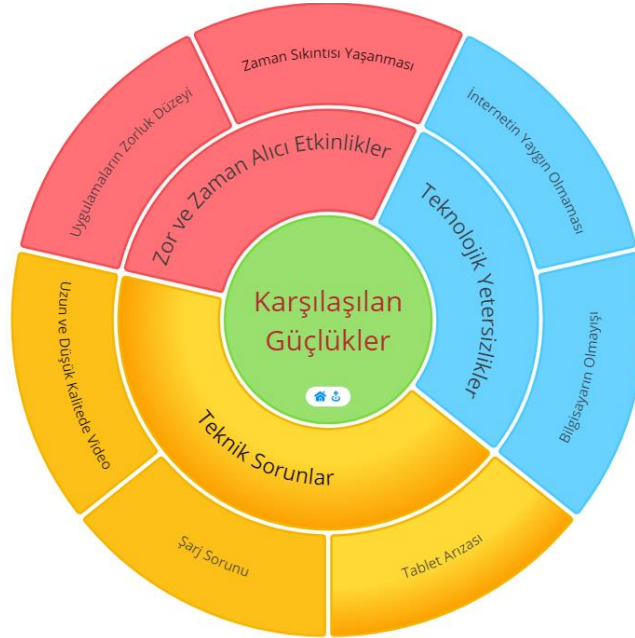 Karşılaşılan
Güçlükler
Zor ve Zaman Alıcı Etkinlikler
Uygulamaların Zorluk Düzeyi
Zaman Sıkıntısı Yaşanması
Teknolojik Yetersizlikler
İnternetin Yaygın Olmaması
Bilgisayarın Olmayışı
Teknik Sorunlar
Tablet Arızası
Şarj Sorunu
Uzun ve Düşük Kalitede Video